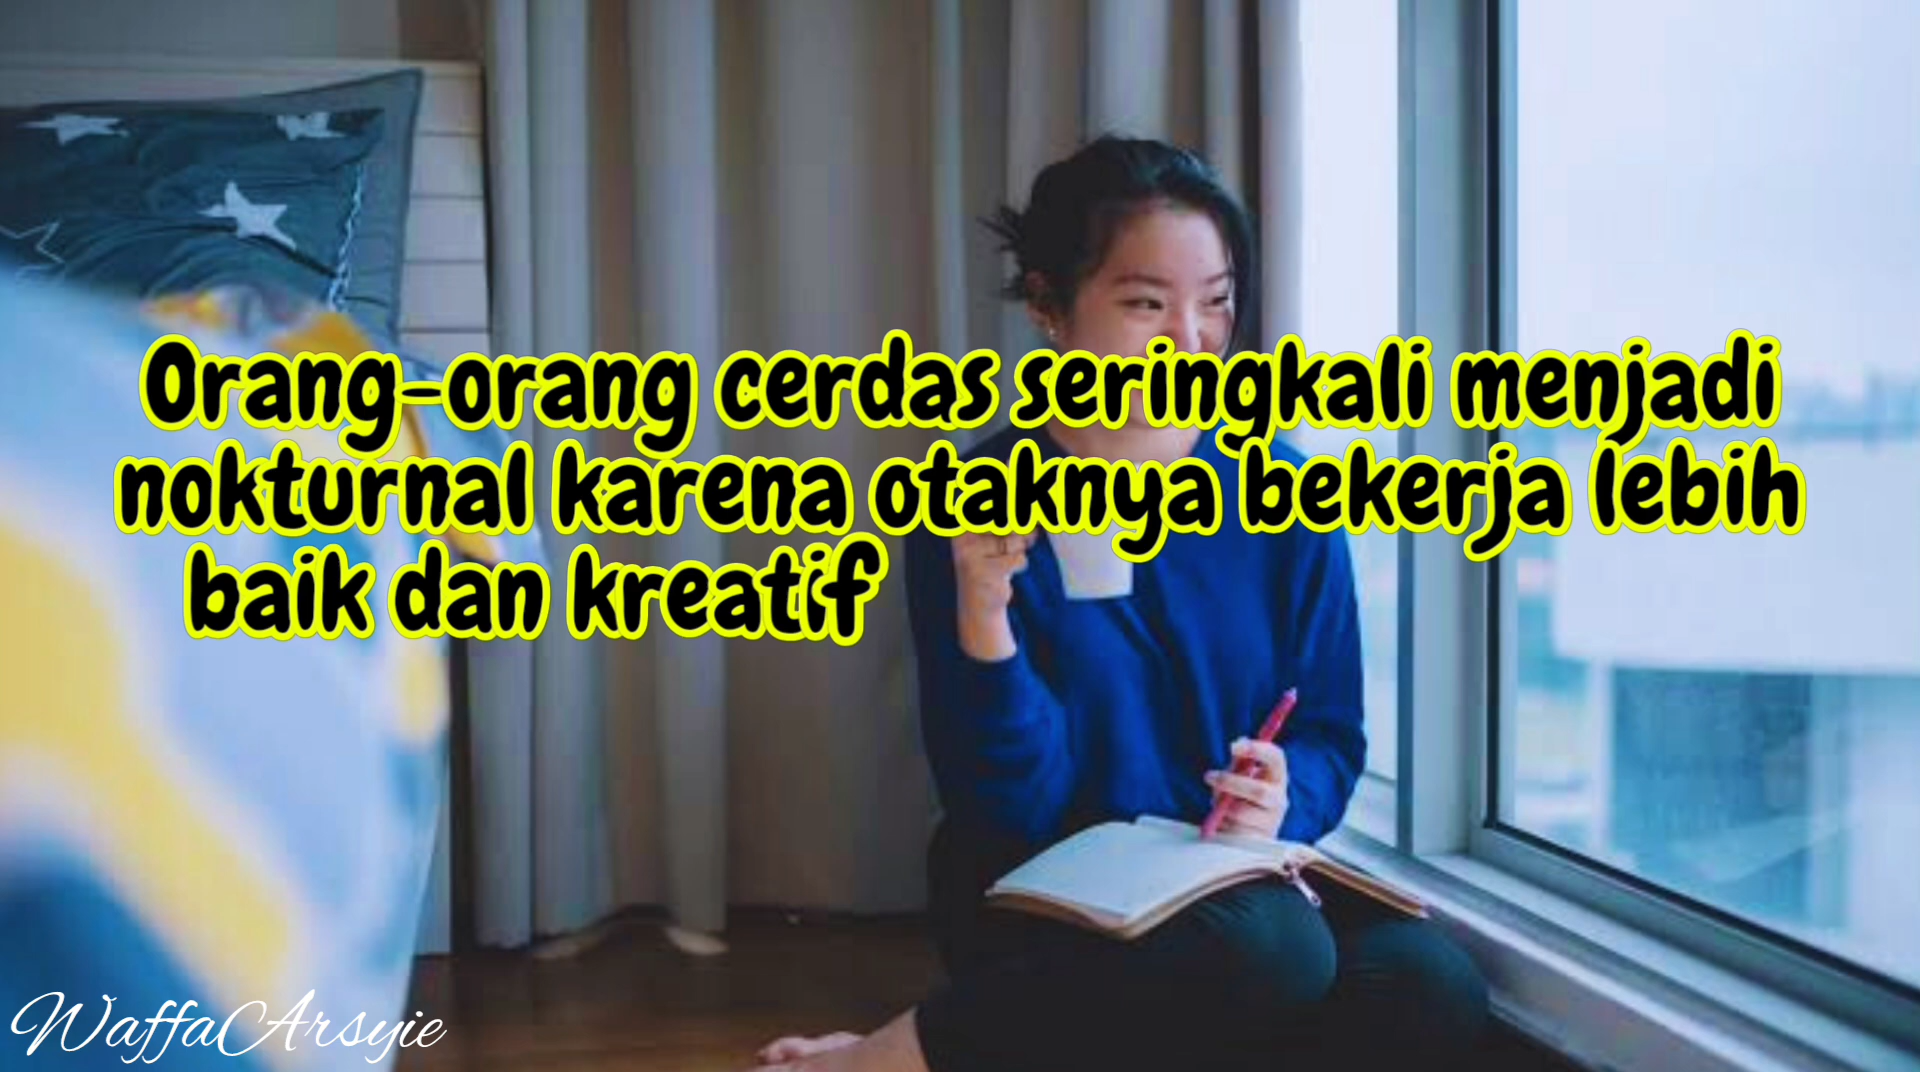 Orang-orang cerdas seringkali menjadi
nokturnal karena otaknya bekerja lebih
baik dan kreatif
WaffaArsyie